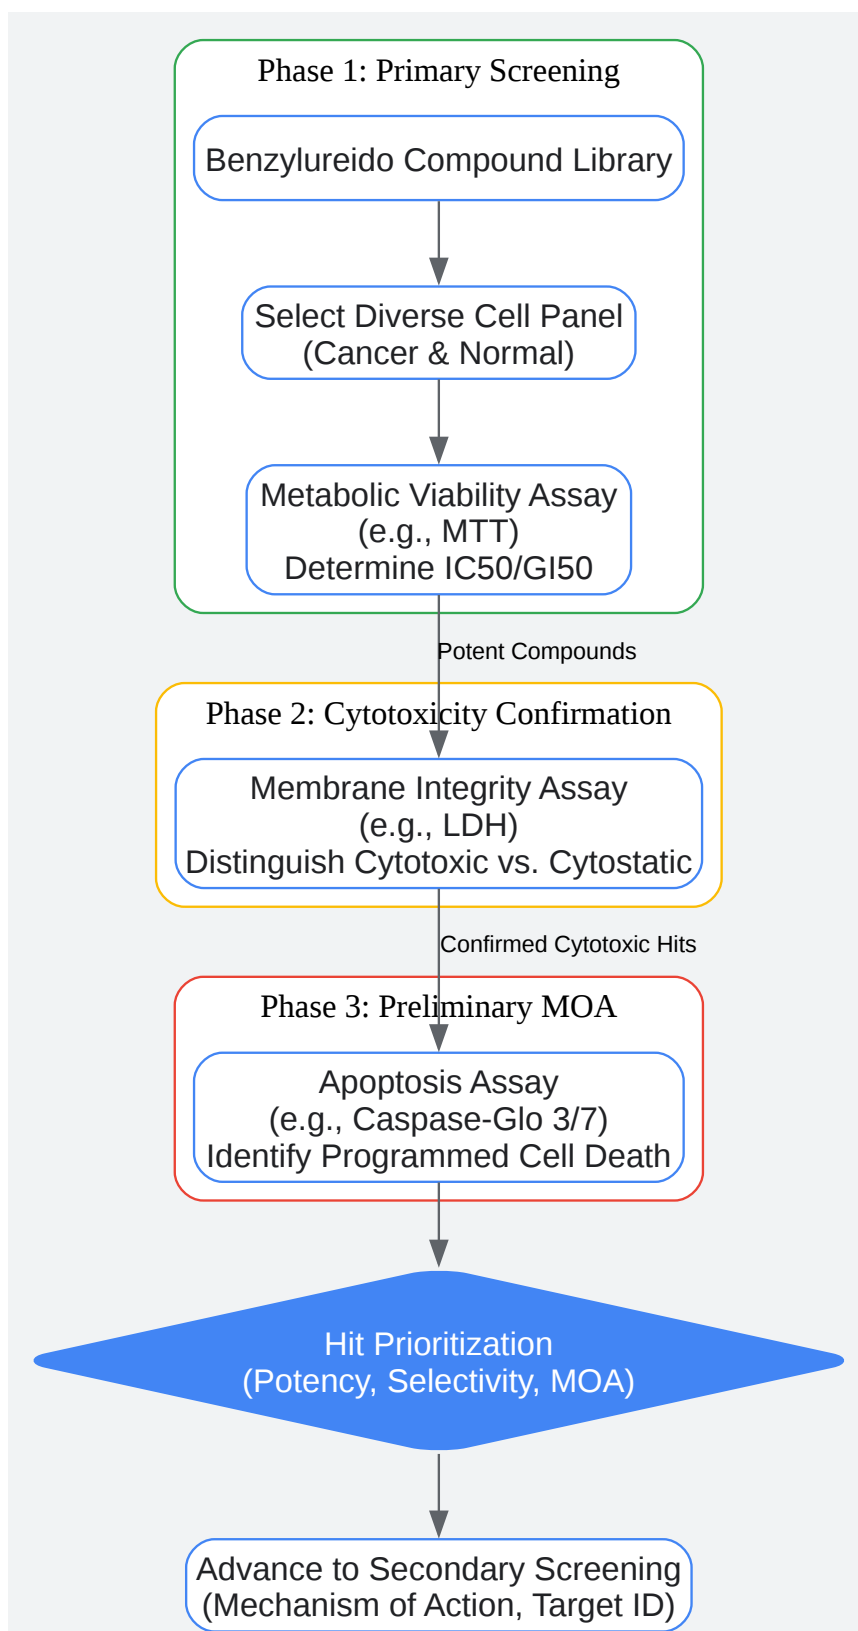 Phase 1: Primary Screening
Benzylureido Compound Library
Select Diverse Cell Panel
(Cancer & Normal)
Metabolic Viability Assay
(e.g., MTT)
Determine IC50/GI50
Potent Compounds
Phase 2: Cytotoxicity Confirmation
Membrane Integrity Assay
(e.g., LDH)
Distinguish Cytotoxic vs. Cytostatic
Confirmed Cytotoxic Hits
Phase 3: Preliminary MOA
Apoptosis Assay
(e.g., Caspase-Glo 3/7)
Identify Programmed Cell Death
Hit Prioritization
(Potency, Selectivity, MOA)
Advance to Secondary Screening
(Mechanism of Action, Target ID)